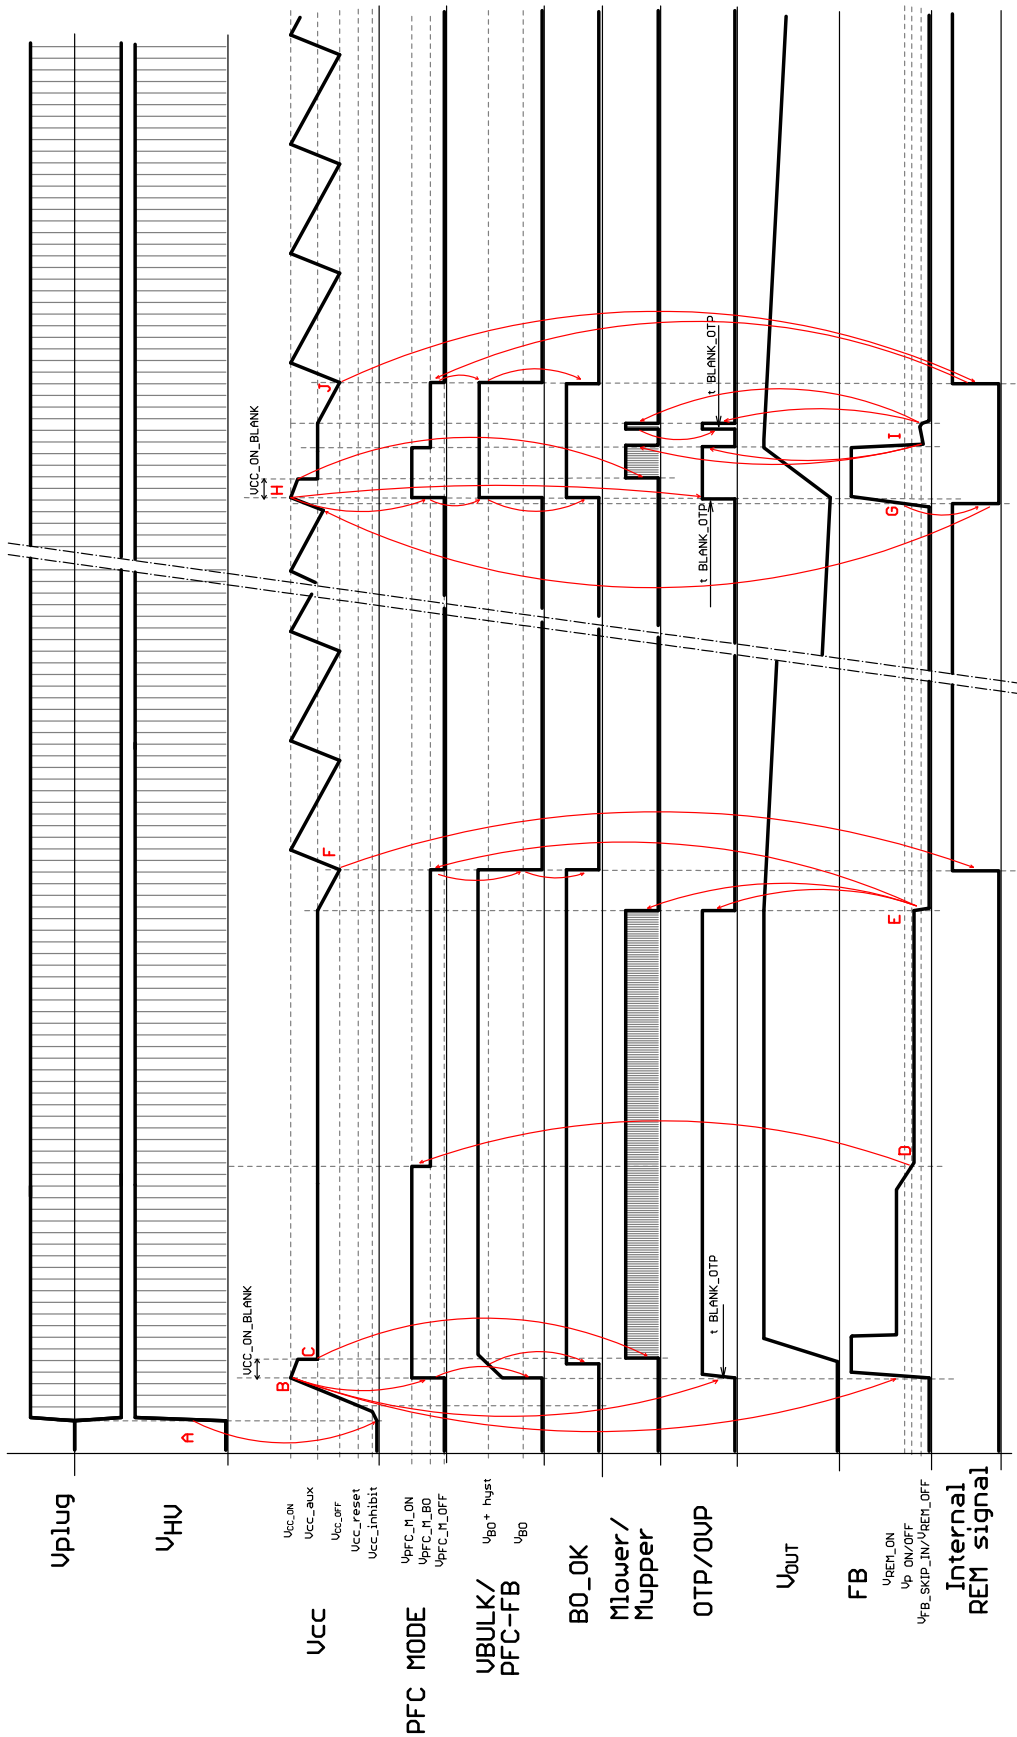 Vplug
VHV
VCC_ON
Vcc_aux
VCC_OFF
Vcc_reset
Vcc_inhibit
Vcc
VPFC_M_ON
VPFC_M_BO
VPFC_M_OFF
PFC MODE
VBO+ hyst
VBO
VBULK/
PFC-FB
BO_OK
Mlower/
Mupper
OTP/OVP
VOUT
VREM_ON
VP ON/OFF
VFB_SKIP_IN/VREM_OFF
FB
Internal
REM signal
A
B
C
VCC_ON_BLANK
t BLANK_OTP
D
E
F
G
H
VCC_ON_BLANK
t BLANK_OTP
I
J
t BLANK_OTP